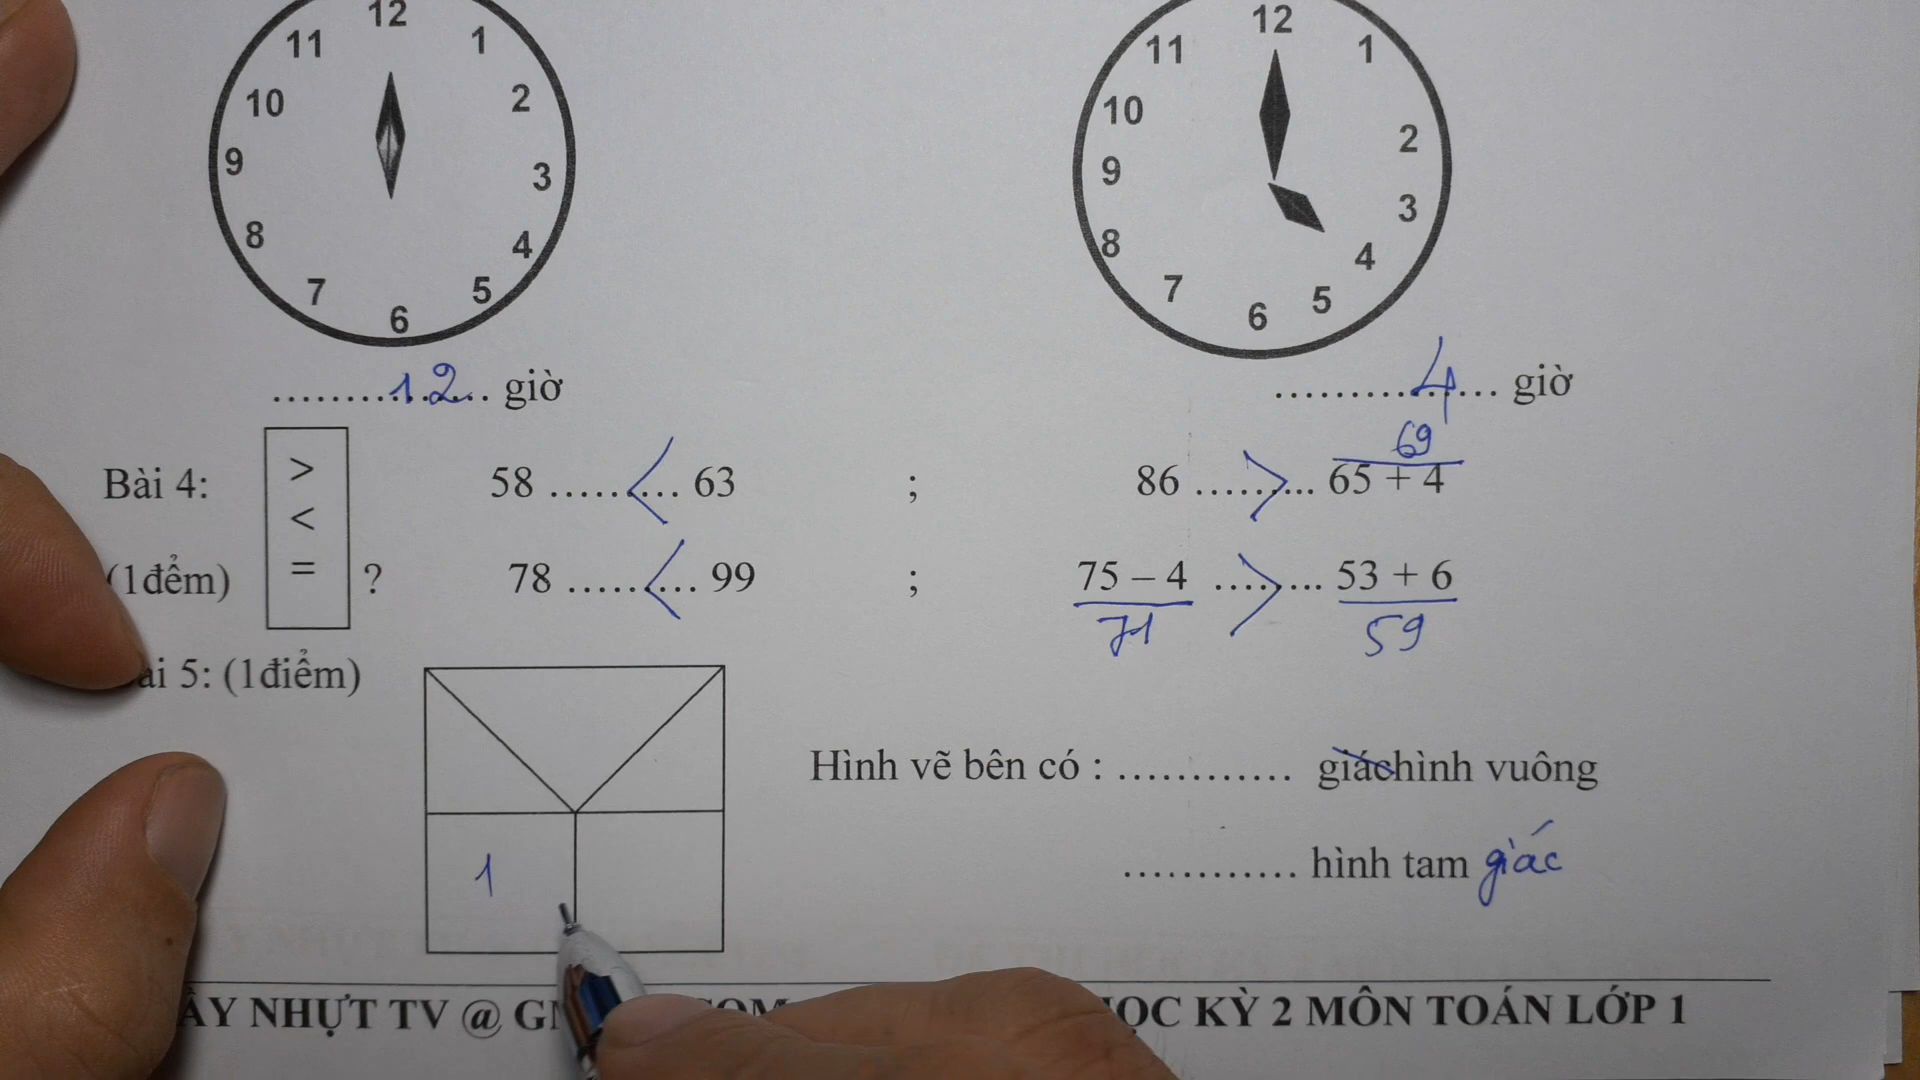 12 12
11 1 11 1
10 2 10 2
9 3 9 3
8 4 8 4
7 5 7 5
6 6
.........12... giờ ............4... giờ
69
Bài 4: > 58 ......<... 63 ; 86 ......>... 65 + 4
<
(1đểm) = ? 78 ......<... 99 ; 75 – 4 ......>... 53 + 6
71 59
ài 5: (1điểm)
Hình vẽ bên có : ............ giáchình vuông
1 ............ hình tam giác
ẦY NHỰT TV @ G ỌC KỲ 2 MÔN TOÁN LỚP 1